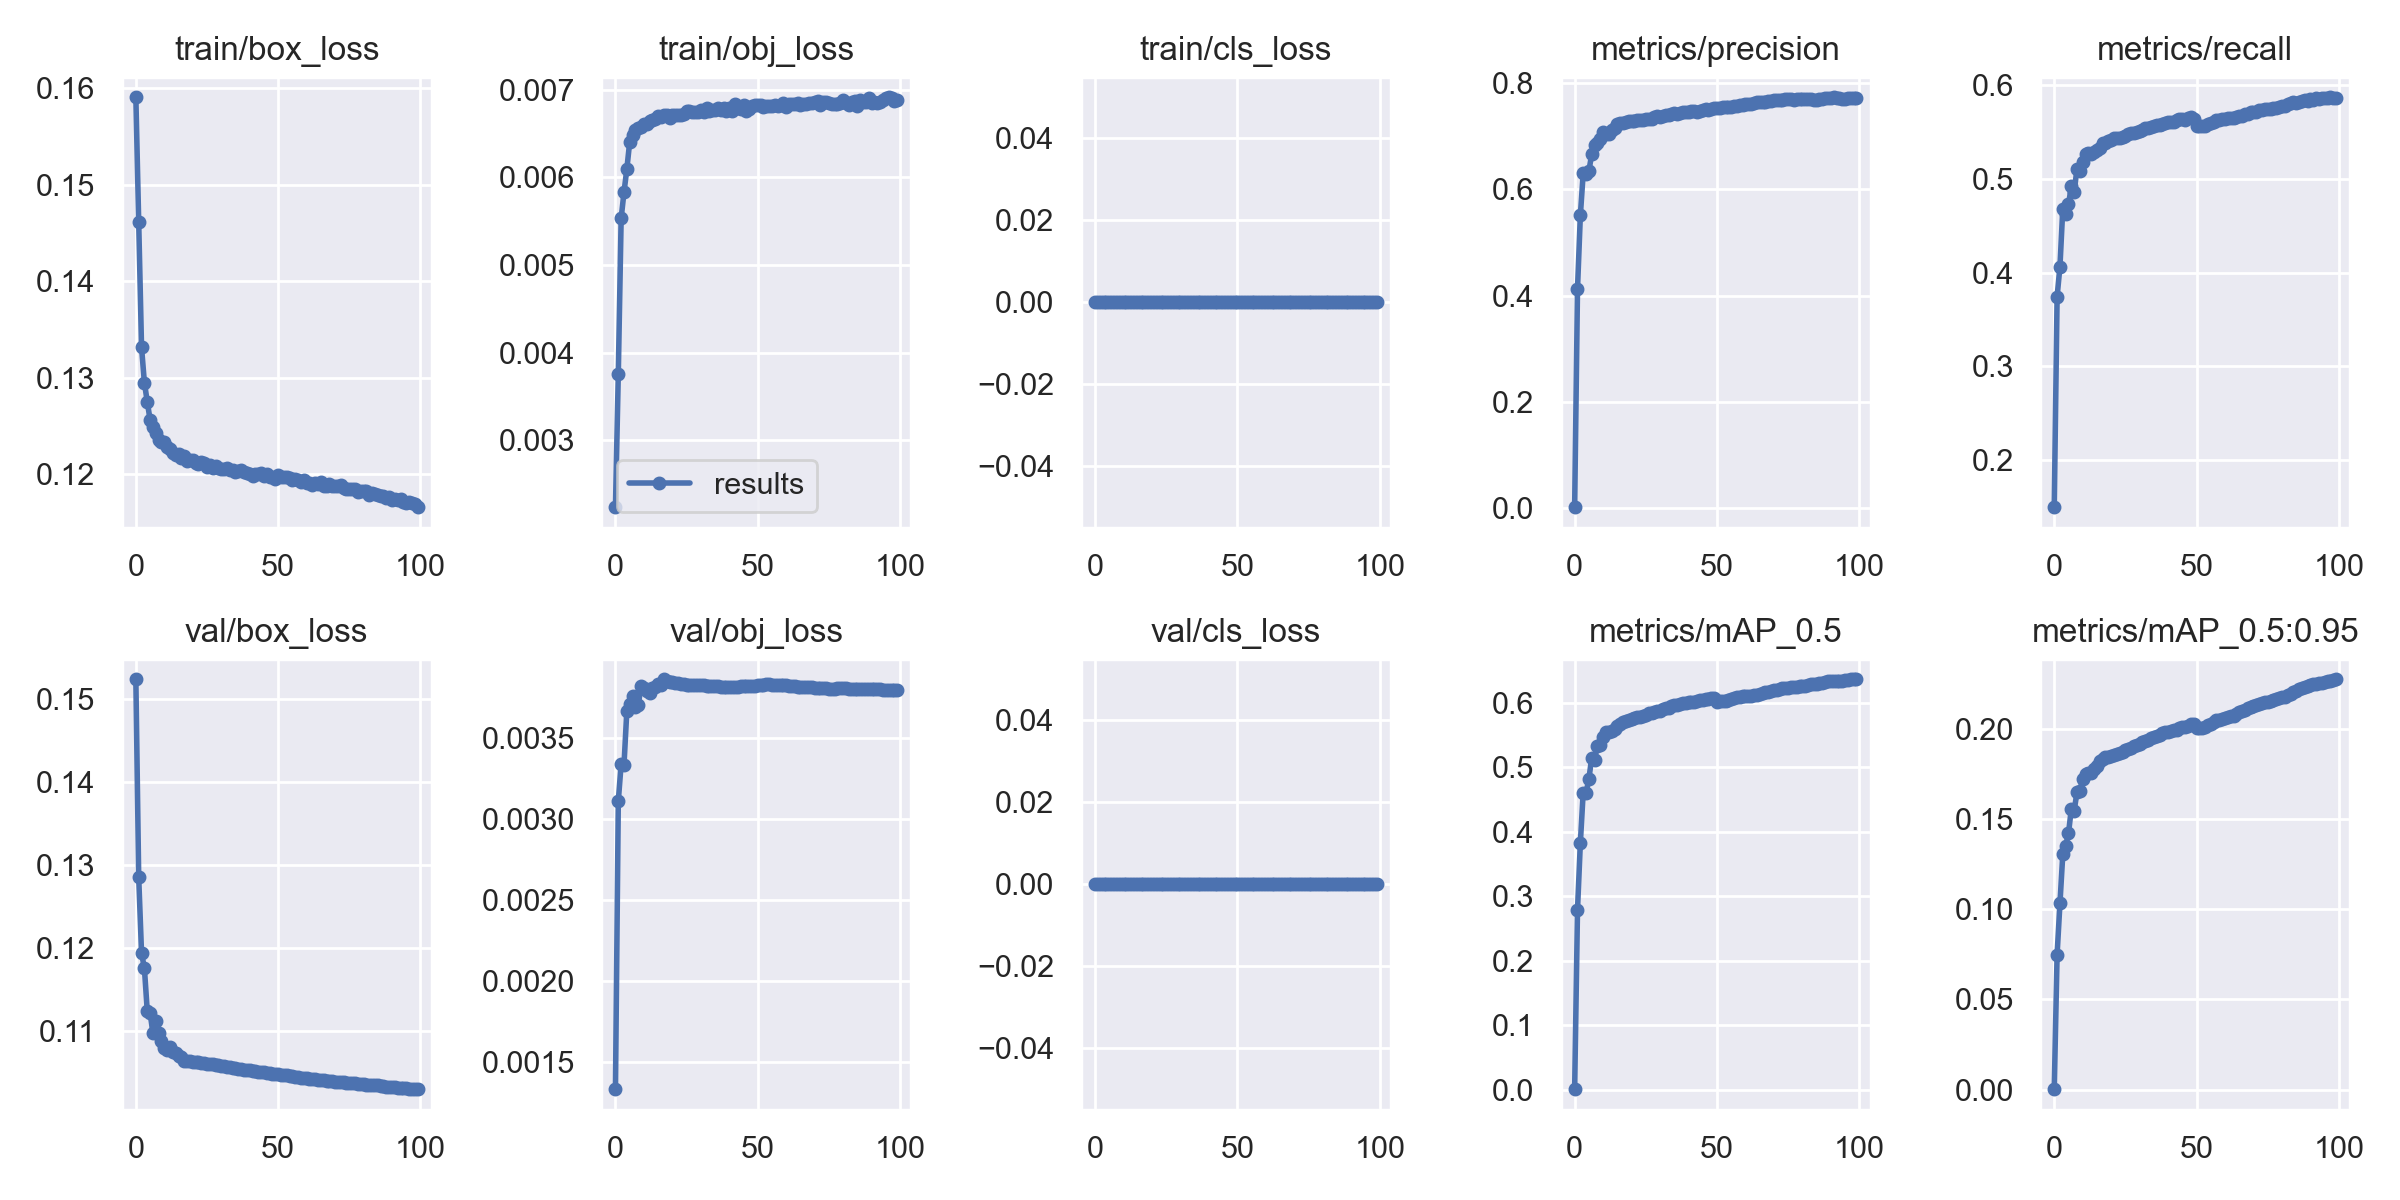 train/box_loss
train/obj_loss
train/cls_loss
metrics/precision
metrics/recall
0.16
0.15
0.14
0.13
0.12
0 50 100
0.007
0.006
0.005
0.004
0.003
results
0 50 100
0.04
0.02
0.00
−0.02
−0.04
0 50 100
0.8
0.6
0.4
0.2
0.0
0 50 100
0.6
0.5
0.4
0.3
0.2
0 50 100
val/box_loss
val/obj_loss
val/cls_loss
metrics/mAP_0.5
metrics/mAP_0.5:0.95
0.15
0.14
0.13
0.12
0.11
0 50 100
0.0035
0.0030
0.0025
0.0020
0.0015
0 50 100
0.04
0.02
0.00
−0.02
−0.04
0 50 100
0.6
0.5
0.4
0.3
0.2
0.1
0.0
0 50 100
0.20
0.15
0.10
0.05
0.00
0 50 100